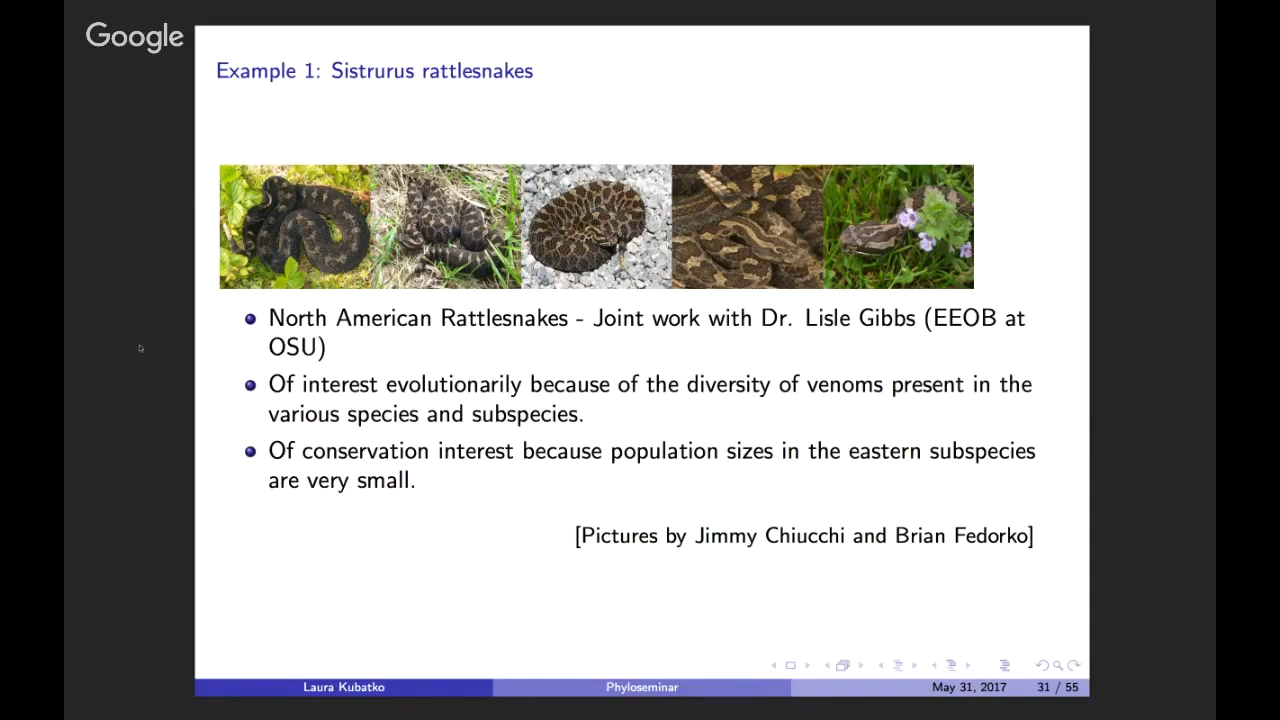 Google
Example 1: Sistrurus rattlesnakes
North American Rattlesnakes - Joint work with Dr. Lisle Gibbs (EEOB at
OSU)
Of interest evolutionarily because of the diversity of venoms present in the
various species and subspecies.
Of conservation interest because population sizes in the eastern subspecies
are very small.
[Pictures by Jimmy Chiucchi and Brian Fedorko]
Laura Kubatko Phyloseminar May 31, 2017 31 / 55